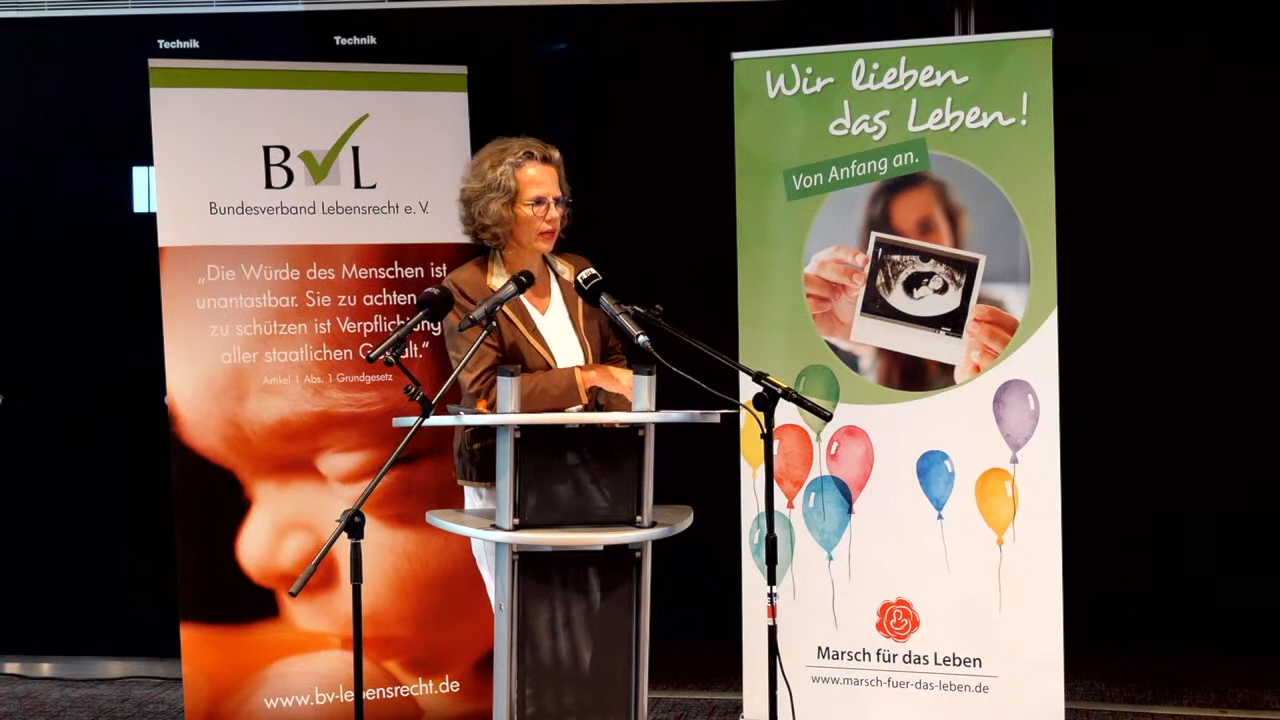 Technik
Technik
BVL
Bundesverband Lebensrecht e. V.
„Die Würde des Menschen ist
unantastbar. Sie zu achten
zu schützen ist Verpflichtung
aller staatlichen
Artikel 1 Abs. 1 Grundgesetz
www.bv-lebensrecht.de
Wir lieben
das Leben!
Von Anfang an.
Marsch für das Leben
www.marsch-fuer-das-leben.de